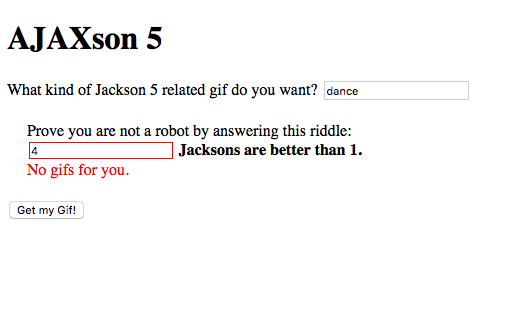 AJAXson 5
What kind of Jackson 5 related gif do you want? dance
Prove you are not a robot by answering this riddle:
4 Jacksons are better than 1.
No gifs for you.
Get my Gif!